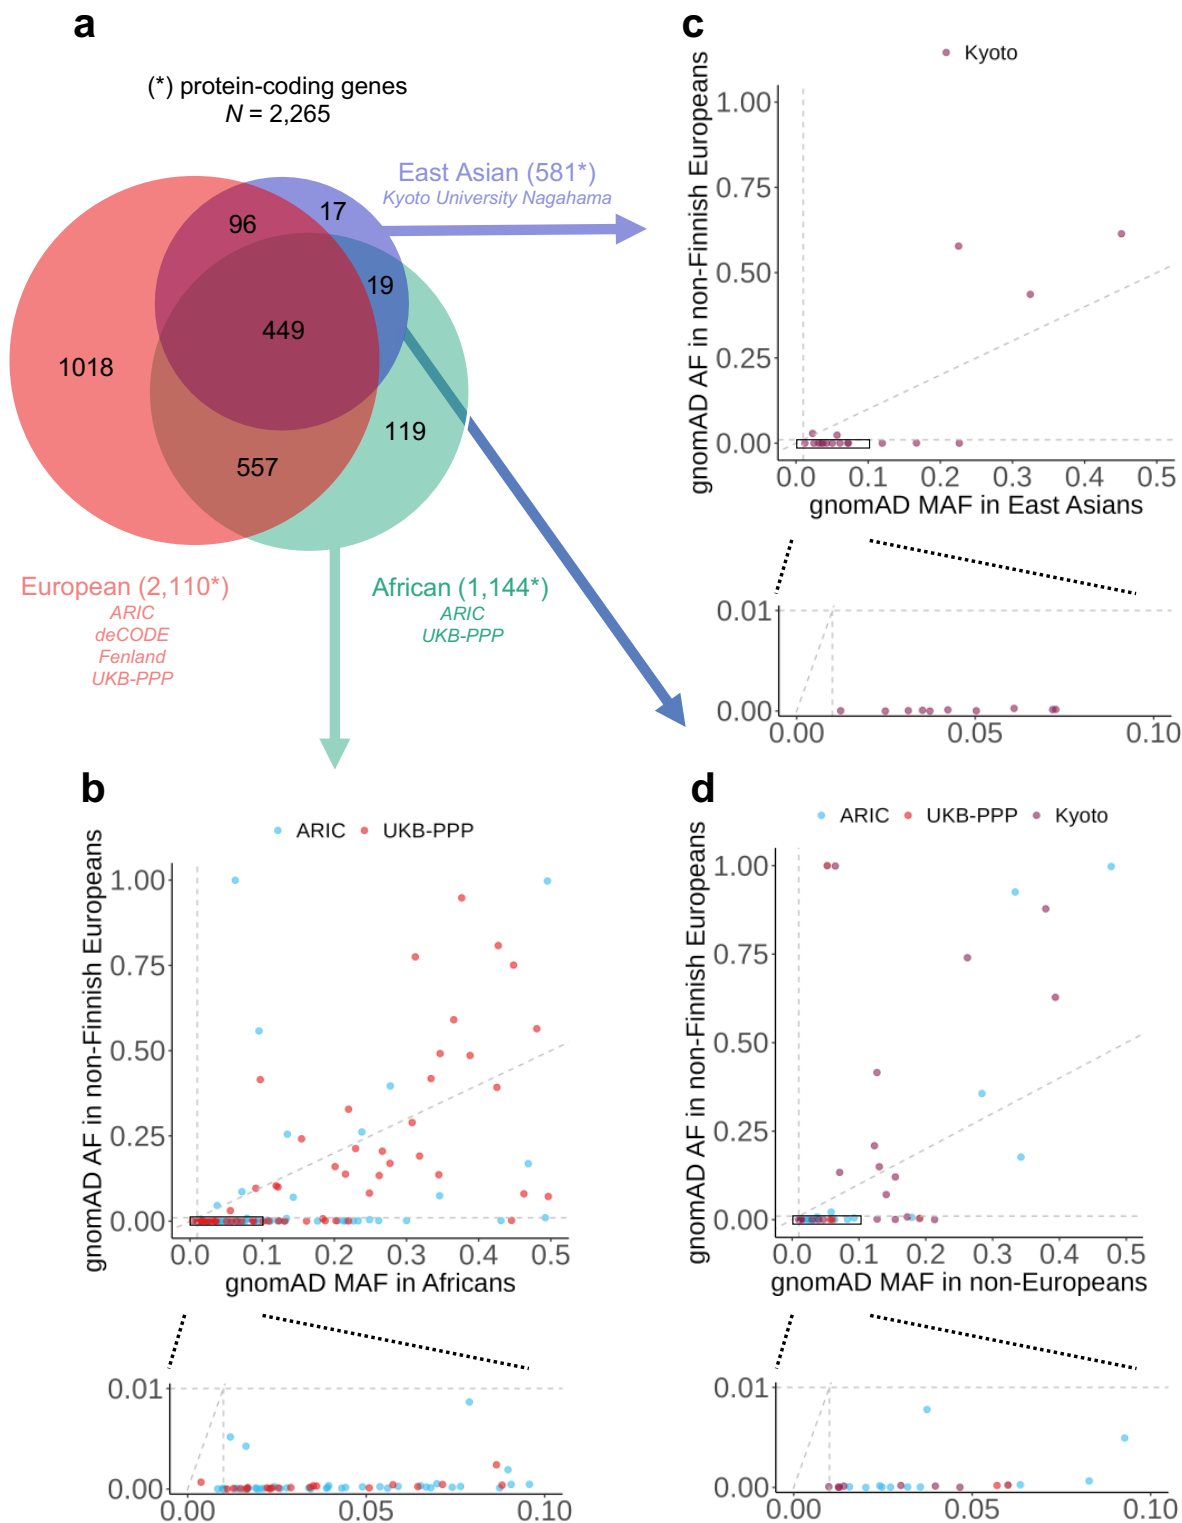 a
(*) protein-coding genes
N = 2,265
East Asian (581*)
Kyoto University Nagahama
96
17
19
449
1018
119
557
European (2,110*)
ARIC
deCODE
Fenland
UKB-PPP
African (1,144*)
ARIC
UKB-PPP
c
Kyoto
gnomAD AF in non-Finnish Europeans
1.00
0.75
0.50
0.25
0.00
0.0 0.1 0.2 0.3 0.4 0.5
gnomAD MAF in East Asians
0.01
0.00
0.00 0.05 0.10
b
ARIC UKB-PPP
gnomAD AF in non-Finnish Europeans
1.00
0.75
0.50
0.25
0.00
0.0 0.1 0.2 0.3 0.4 0.5
gnomAD MAF in Africans
0.01
0.00
0.00 0.05 0.10
d
ARIC UKB-PPP Kyoto
gnomAD AF in non-Finnish Europeans
1.00
0.75
0.50
0.25
0.00
0.0 0.1 0.2 0.3 0.4 0.5
gnomAD MAF in non-Europeans
0.01
0.00
0.00 0.05 0.10